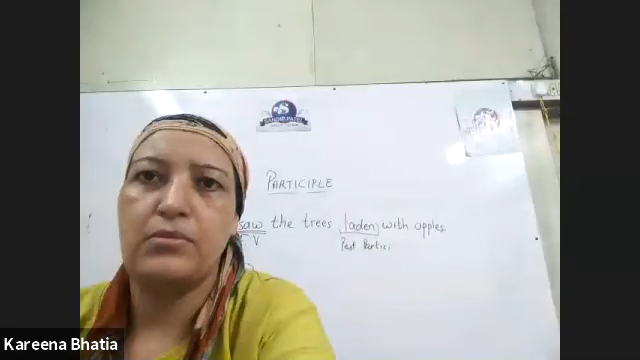 PARTICIPLE
saw the trees laden with apples
V Past Partici
Kareena Bhatia